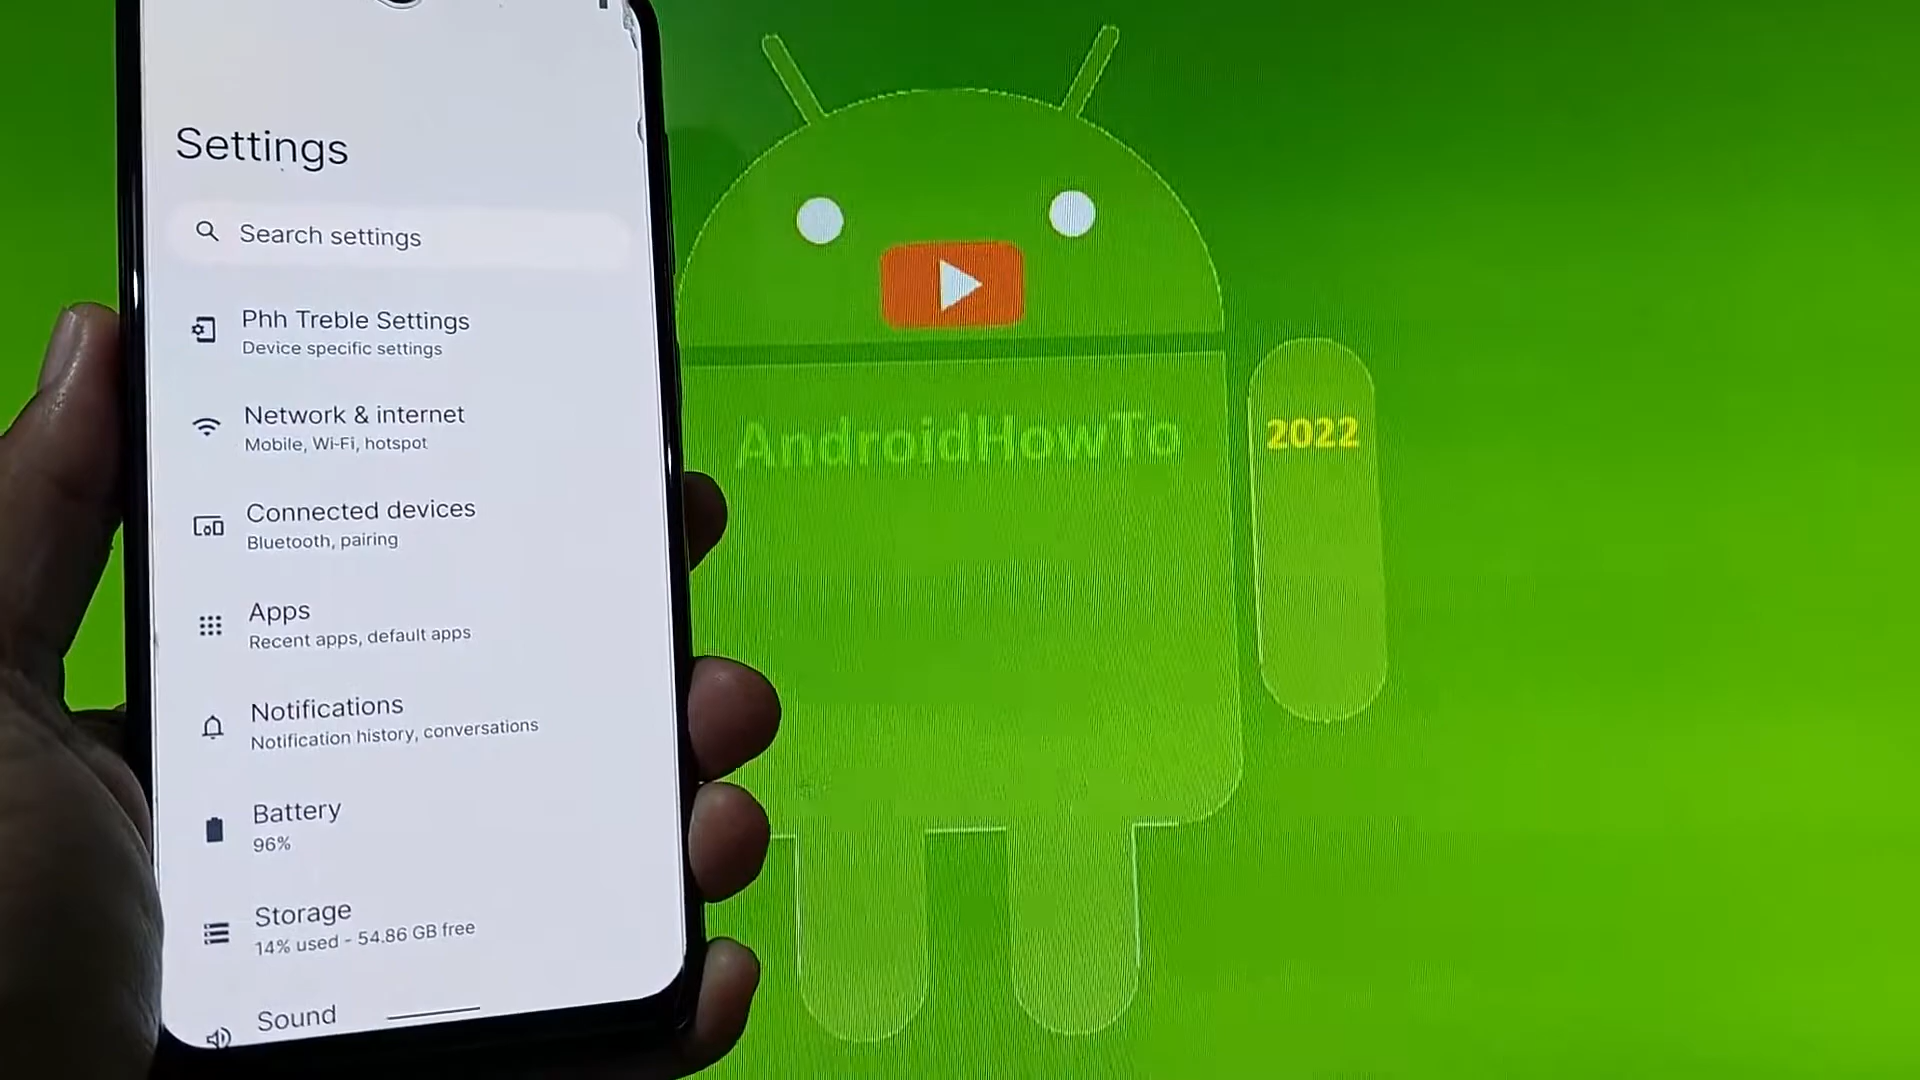 Settings
Search settings
Phh Treble Settings
Device specific settings
Network & internet
Mobile, Wi-Fi, hotspot
Connected devices
Bluetooth, pairing
Apps
Recent apps, default apps
Notifications
Notification history, conversations
Battery
96%
Storage
14% used - 54.86 GB free
Sound
AndroidHowTo
2022